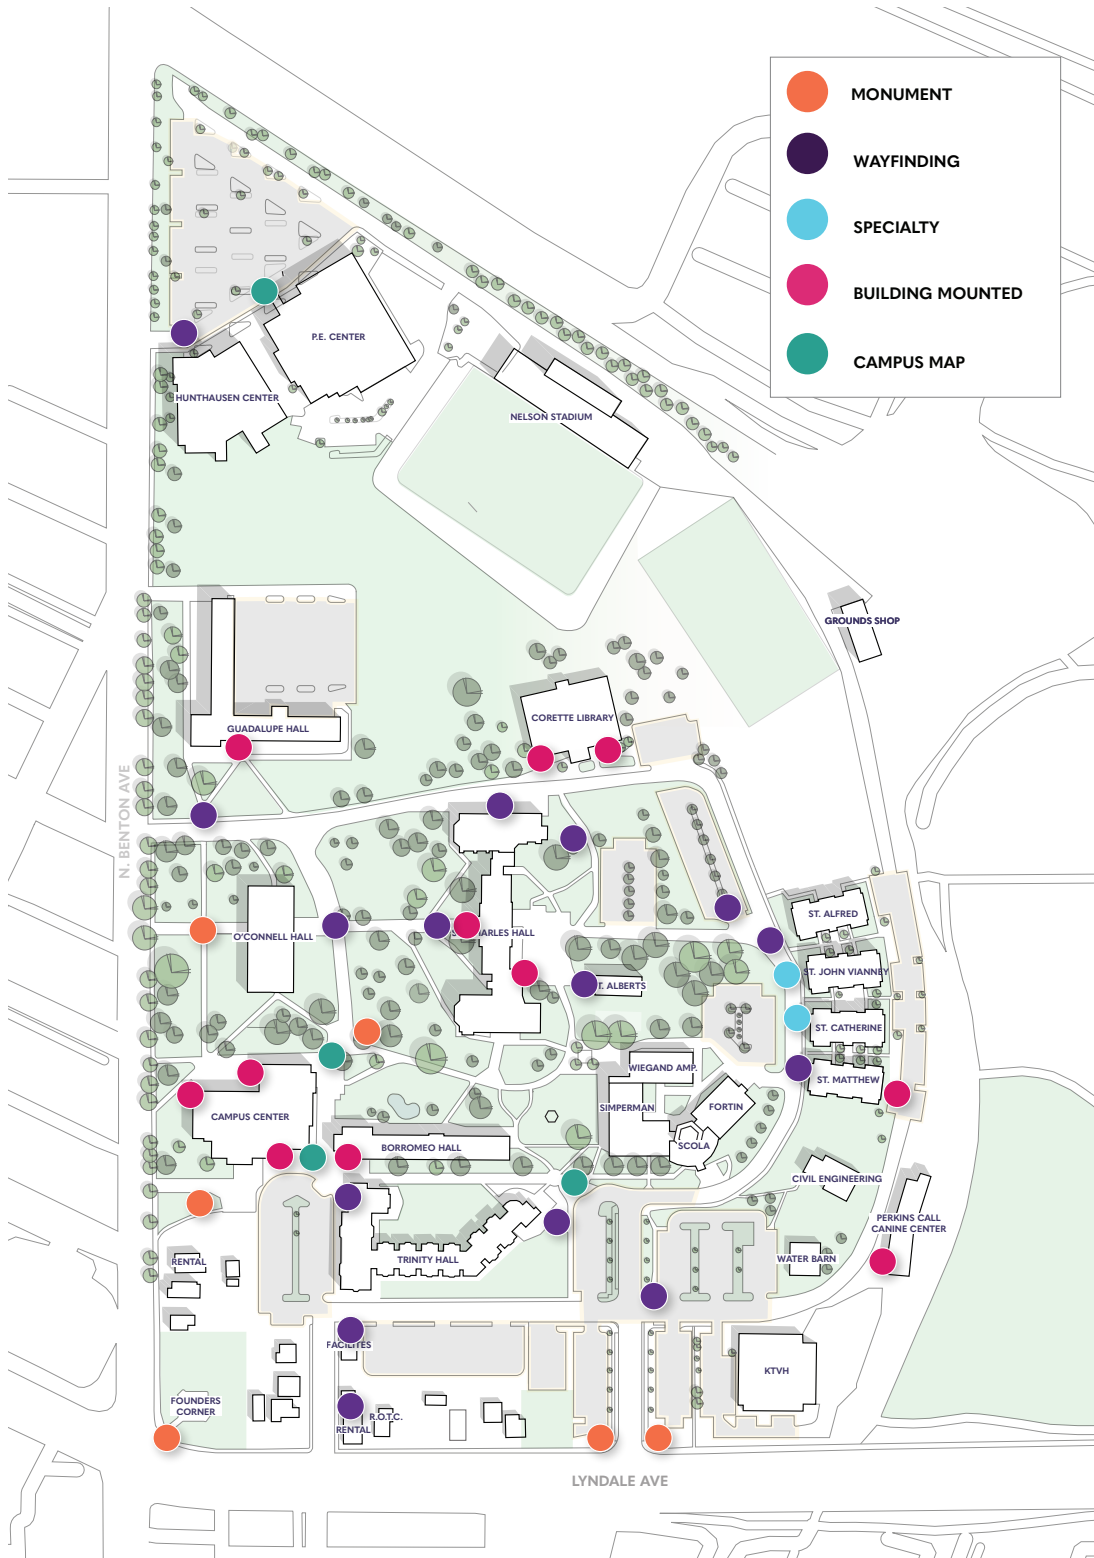 MONUMENT
WAYFINDING
SPECIALTY
BUILDING MOUNTED
CAMPUS MAP
P.E. CENTER
HUNTHAUSEN CENTER
NELSON STADIUM
GROUNDS SHOP
CORETTE LIBRARY
GUADALUPE HALL
N. BENTON AVE
ST. ALFRED
O'CONNELL HALL
HARLES HALL
ST. JOHN VIANNEY
T. ALBERTS
ST. CATHERINE
WIEGAND AMP.
ST. MATTHEW
SIMPERMAN
FORTIN
CAMPUS CENTER
SCOLA
BORROMEO HALL
CIVIL ENGINEERING
PERKINS CALL
CANINE CENTER
RENTAL
TRINITY HALL
WATER BARN
FACILITES
KTVH
FOUNDERS
CORNER
R.O.T.C.
RENTAL
LYNDALE AVE